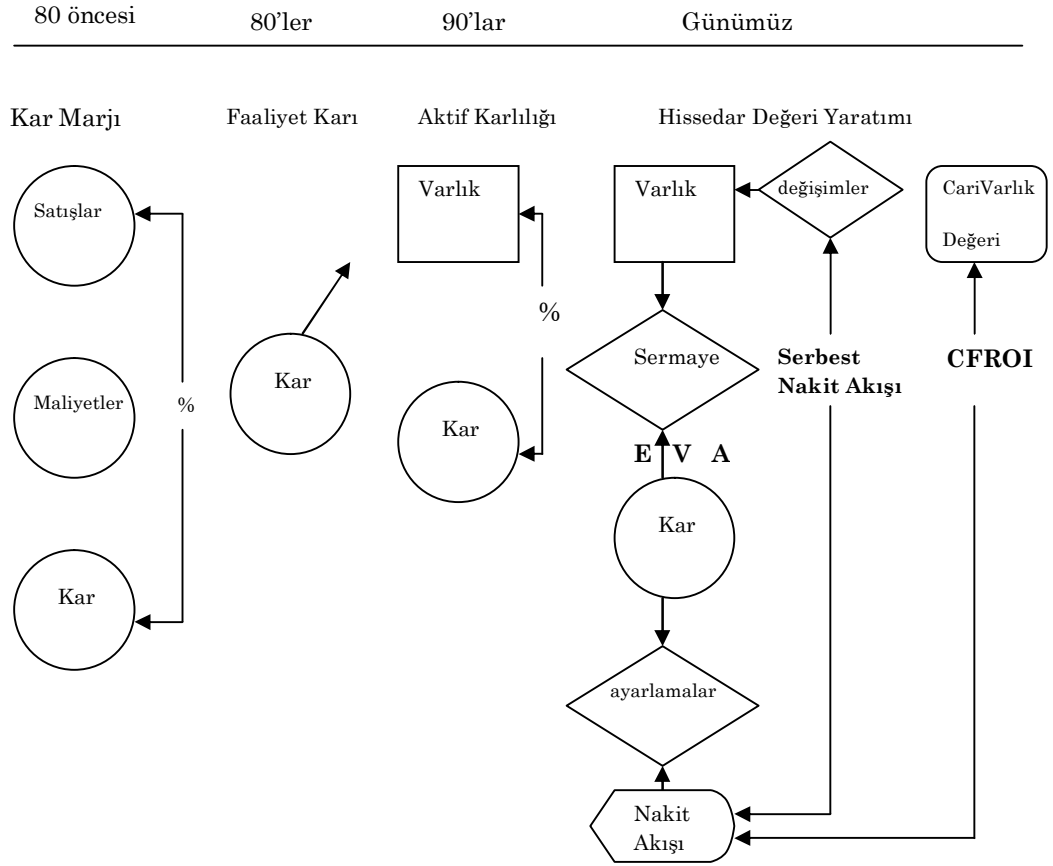 80 öncesi
80’ler
90’lar
Günümüz
Kar Marjı
Faaliyet Karı
Aktif Karlılığı
Hissedar Değeri Yaratımı
Satışlar
Maliyetler
%
Kar
Kar
Varlık
%
Kar
Varlık
değişimler
CariVarlık
Değeri
Sermaye
Serbest
Nakit Akışı
CFROI
E V A
Kar
ayarlamalar
Nakit
Akışı